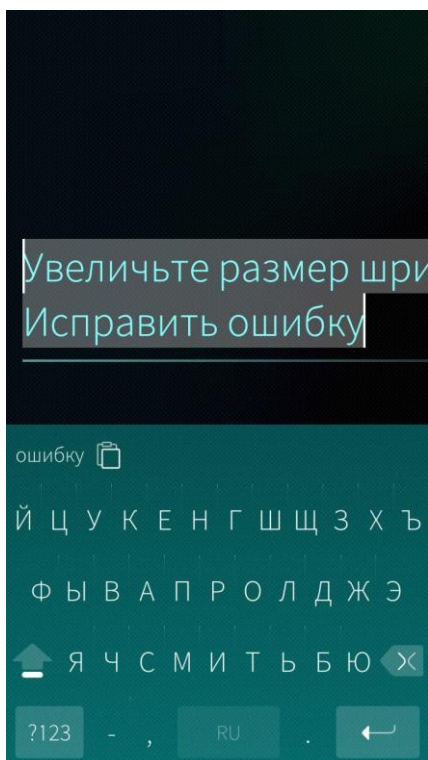 Увеличьте размер шри
Исправить ошибку
ошибку
Й Ц У К Е Н Г Ш Щ З Х Ъ
Ф Ы В А П Р О Л Д Ж Э
Я Ч С М И Т Ь Б Ю
?123 - , RU .